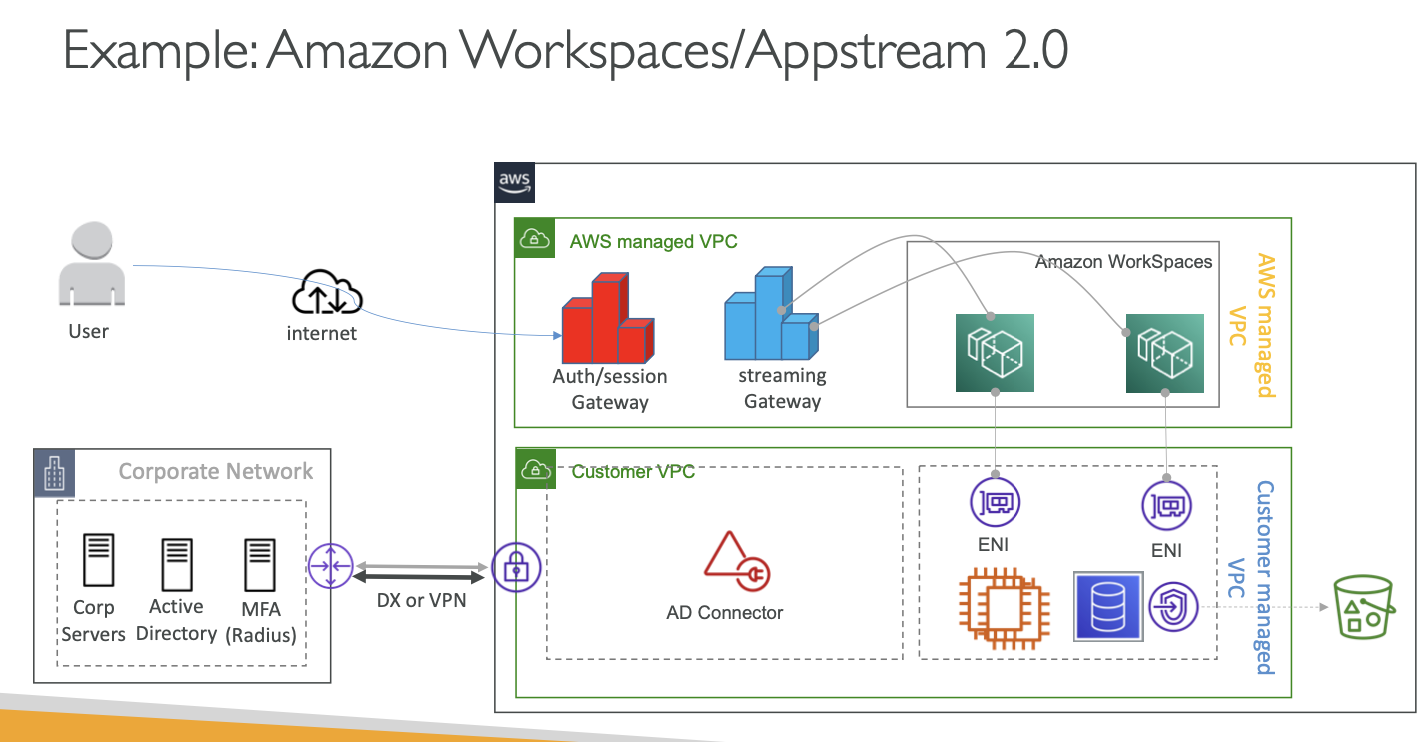 Example: Amazon Workspaces/Appstream 2.0
aws
AWS managed VPC
Amazon WorkSpaces
AWS managed
VPC
User
internet
Auth/session
Gateway
streaming
Gateway
Corporate Network
Corp
Servers
Active
Directory
MFA
(Radius)
DX or VPN
Customer VPC
AD Connector
ENI
ENI
Customer managed
VPC